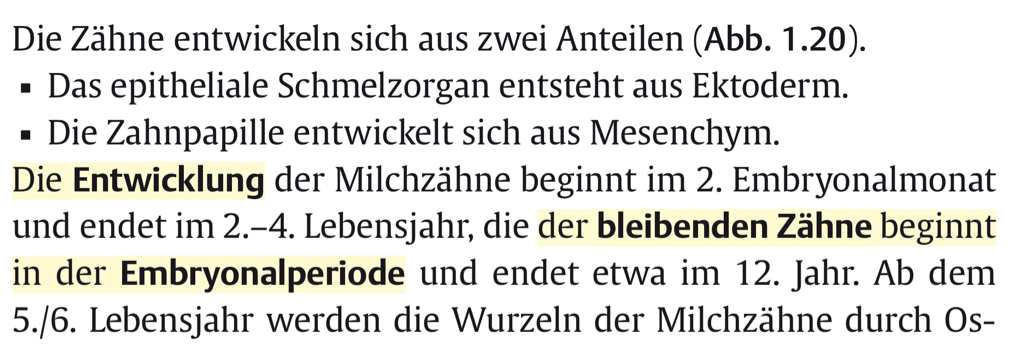 Die Zähne entwickeln sich aus zwei Anteilen (Abb. 1.20).
▪ Das epitheliale Schmelzorgan entsteht aus Ektoderm.
▪ Die Zahnpapille entwickelt sich aus Mesenchym.
Die Entwicklung der Milchzähne beginnt im 2. Embryonalmonat
und endet im 2.–4. Lebensjahr, die der bleibenden Zähne beginnt
in der Embryonalperiode und endet etwa im 12. Jahr. Ab dem
5./6. Lebensjahr werden die Wurzeln der Milchzähne durch Os-